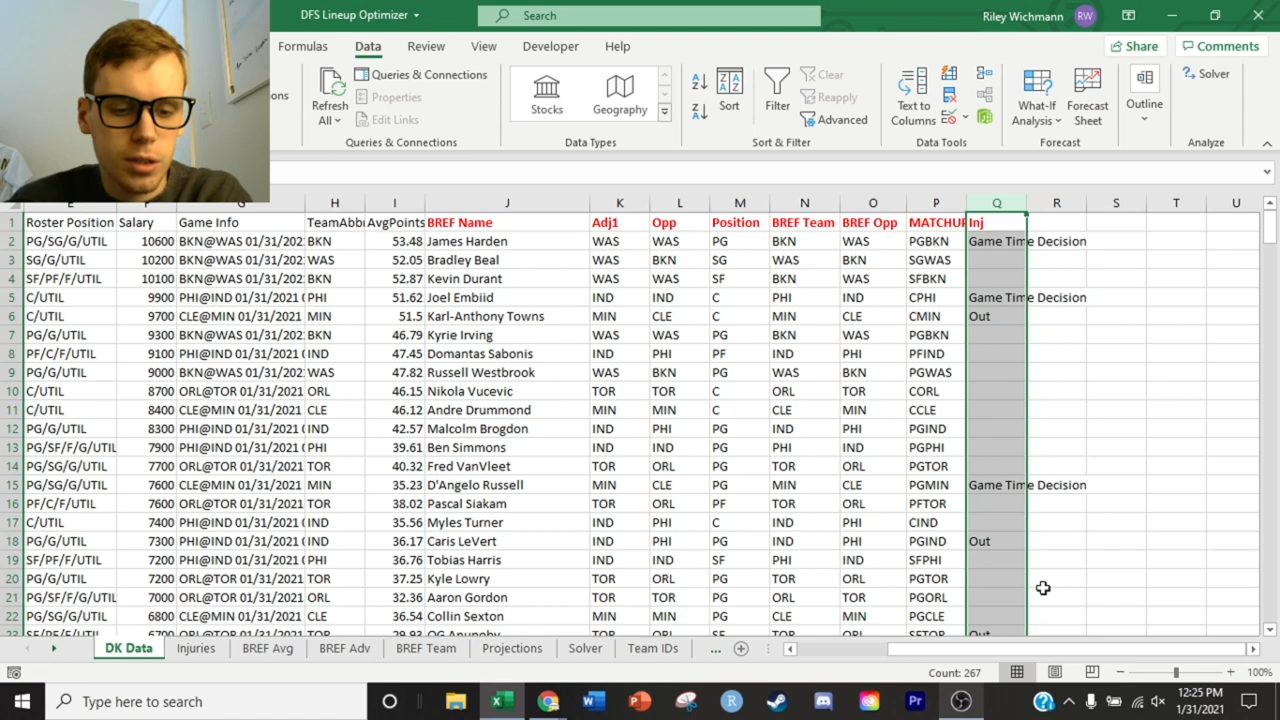 DFS Lineup Optimizer
Search
Riley Wichmann
RW
Formulas Data Review View Developer Help
Share
Comments
Refresh All
Queries & Connections
Properties
Edit Links
Queries & Connections
Stocks
Geography
Data Types
Sort
Filter
Clear
Reapply
Advanced
Sort & Filter
Text to Columns
Data Tools
What-If Analysis
Forecast Sheet
Forecast
Outline
Solver
Analyze
H I J K L M N O P Q R S T U
1 Roster Position Salary Game Info TeamAbbr AvgPoints BREF Name Adj1 Opp Position BREF Team BREF Opp MATCHUP Inj
2 PG/SG/G/UTIL 10600 BKN@WAS 01/31/202 BKN 53.48 James Harden WAS WAS PG BKN WAS PGBKN Game Time Decision
3 SG/G/UTIL 10200 BKN@WAS 01/31/202 WAS 52.05 Bradley Beal WAS BKN SG WAS BKN SGWAS
4 SF/PF/F/UTIL 10100 BKN@WAS 01/31/202 BKN 52.87 Kevin Durant WAS WAS SF BKN WAS SFBKN
5 C/UTIL 9900 PHI@IND 01/31/2021 PHI 51.62 Joel Embiid IND IND C PHI IND CPHI Game Time Decision
6 C/UTIL 9700 CLE@MIN 01/31/2021 MIN 51.5 Karl-Anthony Towns MIN CLE C MIN CLE CMIN Out
7 PG/G/UTIL 9300 BKN@WAS 01/31/202 BKN 46.79 Kyrie Irving WAS WAS PG BKN WAS PGBKN
8 PF/C/F/UTIL 9100 PHI@IND 01/31/2021 IND 47.45 Domantas Sabonis IND PHI PF IND PHI PFIND
9 PG/G/UTIL 9000 BKN@WAS 01/31/202 WAS 47.82 Russell Westbrook WAS BKN PG WAS BKN PGWAS
10 C/UTIL 8700 ORL@TOR 01/31/2021 ORL 46.15 Nikola Vucevic TOR TOR C ORL TOR CORL
11 C/UTIL 8400 CLE@MIN 01/31/2021 CLE 46.12 Andre Drummond MIN MIN C CLE MIN CCLE
12 PG/G/UTIL 8300 PHI@IND 01/31/2021 IND 42.57 Malcolm Brogdon IND PHI PG IND PHI PGIND
13 PG/SF/F/G/UTIL 7900 PHI@IND 01/31/2021 PHI 39.61 Ben Simmons IND IND PG PHI IND PGPHI
14 PG/SG/G/UTIL 7700 ORL@TOR 01/31/2021 TOR 40.32 Fred VanVleet TOR ORL PG TOR ORL PGTOR
15 PG/SG/G/UTIL 7600 CLE@MIN 01/31/2021 MIN 35.23 D'Angelo Russell MIN CLE PG MIN CLE PGMIN Game Time Decision
16 PF/C/F/UTIL 7600 ORL@TOR 01/31/2021 TOR 38.02 Pascal Siakam TOR ORL PF TOR ORL PFTOR
17 C/UTIL 7400 PHI@IND 01/31/2021 IND 35.56 Myles Turner IND PHI C IND PHI CIND
18 PG/G/UTIL 7300 PHI@IND 01/31/2021 IND 36.76 Caris LeVert IND PHI PG IND PHI PGIND Out
19 SF/PF/F/UTIL 7200 PHI@IND 01/31/2021 PHI 36.76 Tobias Harris IND IND SF PHI IND SFPHI
20 PG/G/UTIL 7200 ORL@TOR 01/31/2021 TOR 37.25 Kyle Lowry TOR ORL PG TOR ORL PGTOR
21 PG/SF/F/G/UTIL 7000 ORL@TOR 01/31/2021 ORL 32.36 Aaron Gordon TOR TOR PG ORL TOR PGORL
22 PG/SG/G/UTIL 6800 CLE@MIN 01/31/2021 CLE 36.54 Collin Sexton MIN MIN PG CLE MIN PGCLE
23 SF/PF/F/UTIL 6700 ORL@TOR 01/31/2021 TOR 29.93 OG Anunoby TOR ORL SF TOR ORL SFTOR Out
DK Data Injuries BREF Avg BREF Adv BREF Team Projections Solver Team IDs ...
Count: 267
100%
Type here to search
12:25 PM
1/31/2021